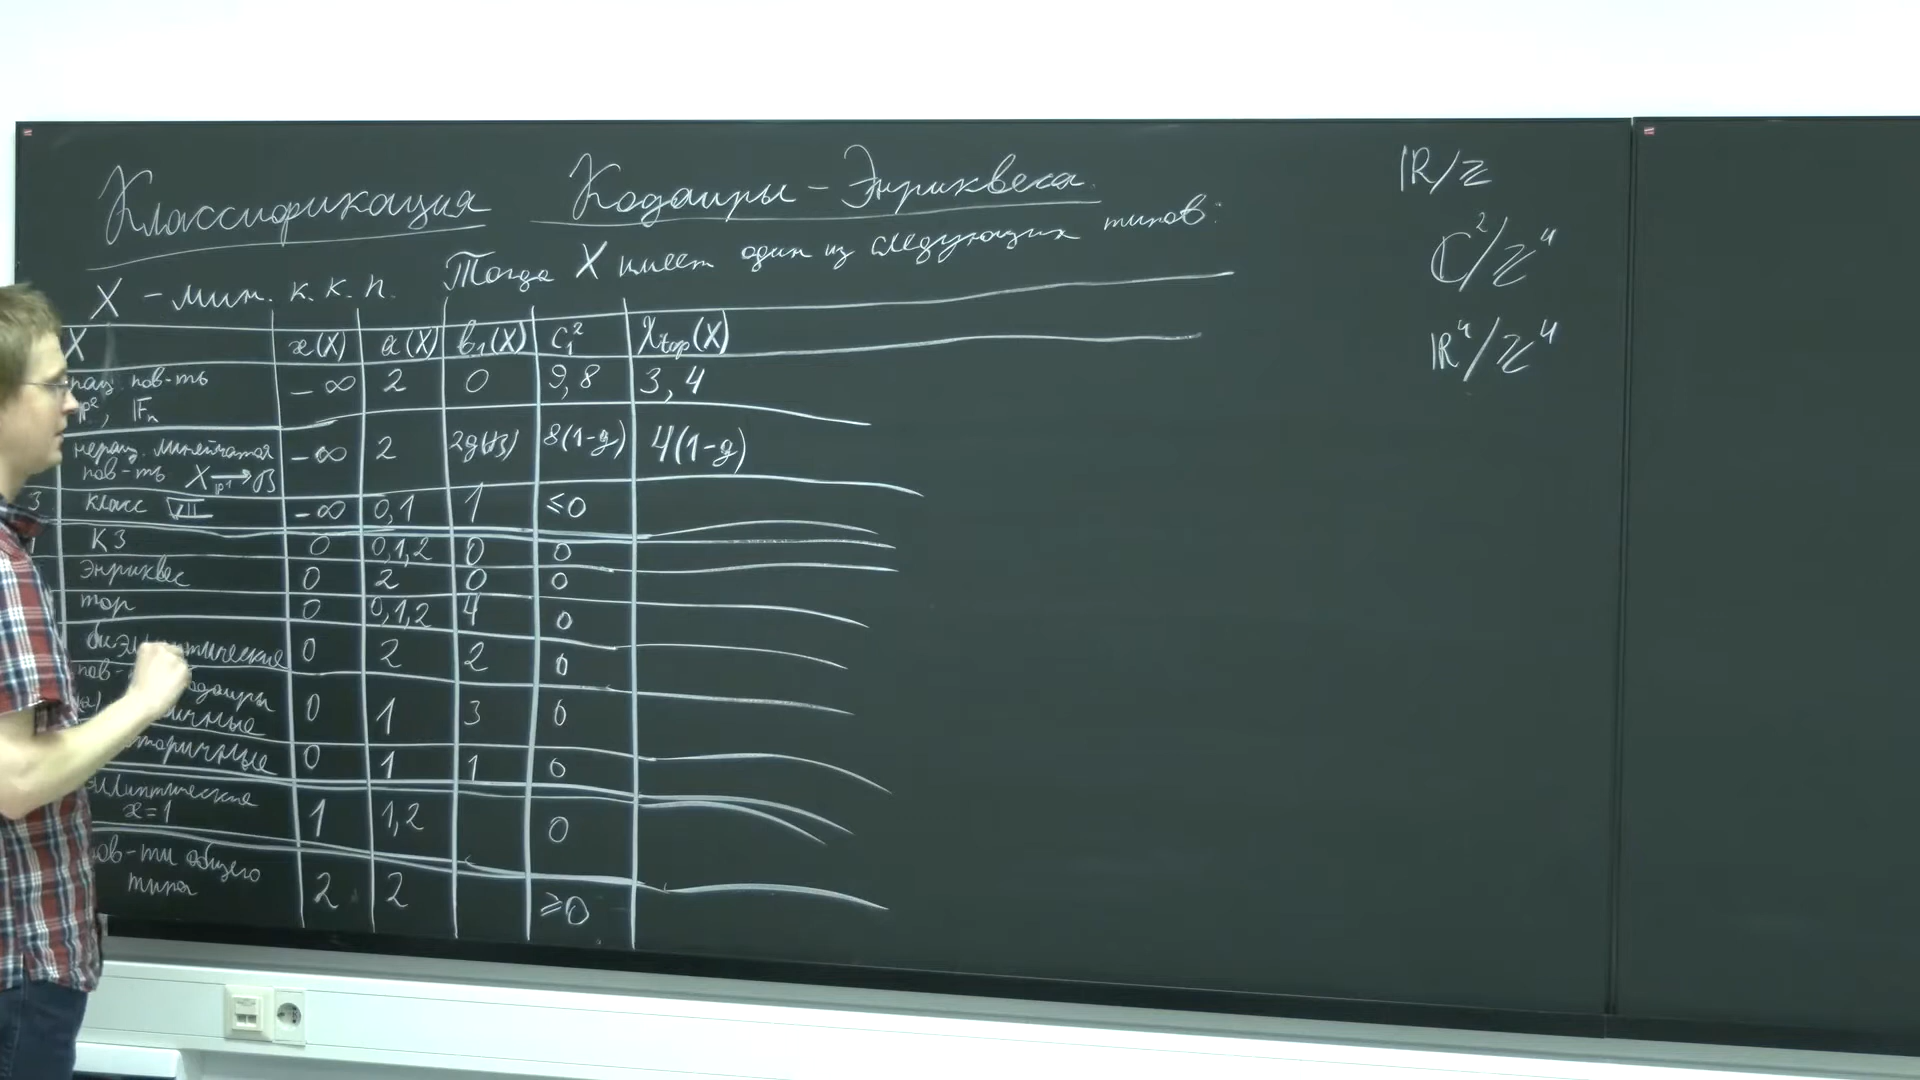 Классификация Кодаиры – Энриквеса.
X – мин. к. к. п. Тогда X имеет один из следующих типов:
X æ(X) a(X) b₁(X) c₁² χ_top(X)
рац. пов-ть ℙ², 𝔽ₙ −∞ 2 0 9, 8 3, 4
нерац. линейчатая пов-ть X →_ℙ¹ B −∞ 2 2g(B) 8(1-g) 4(1-g)
3 класс VII −∞ 0,1 1 ≤0
K3 0 0,1,2 0 0
Энриквес 0 2 0 0
тор 0 0,1,2 4 0
0 2 2 0
0 1 3 0
0 1 1 0
эллиптические æ=1 1 1,2 0
пов-ти общего типа 2 2 ≥0
ℝ/ℤ
ℂ²/ℤ⁴
ℝ⁴/ℤ⁴